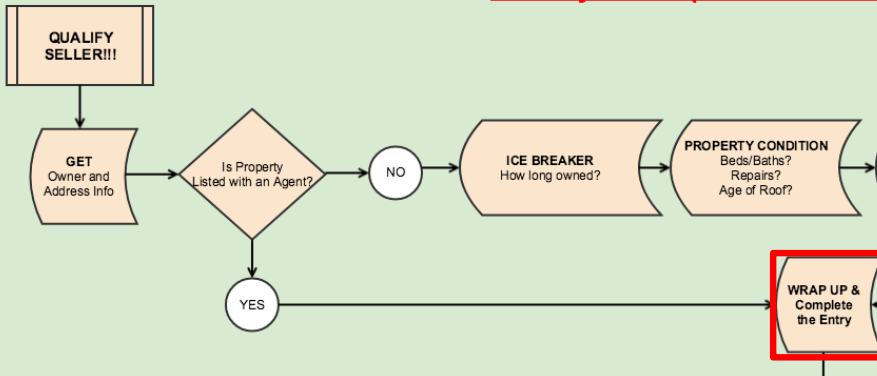 QUALIFY
SELLER!!!
GET
Owner and
Address Info
Is Property
Listed with an Agent?
NO
ICE BREAKER
How long owned?
PROPERTY CONDITION
Beds/Baths?
Repairs?
Age of Roof?
YES
WRAP UP &
Complete
the Entry